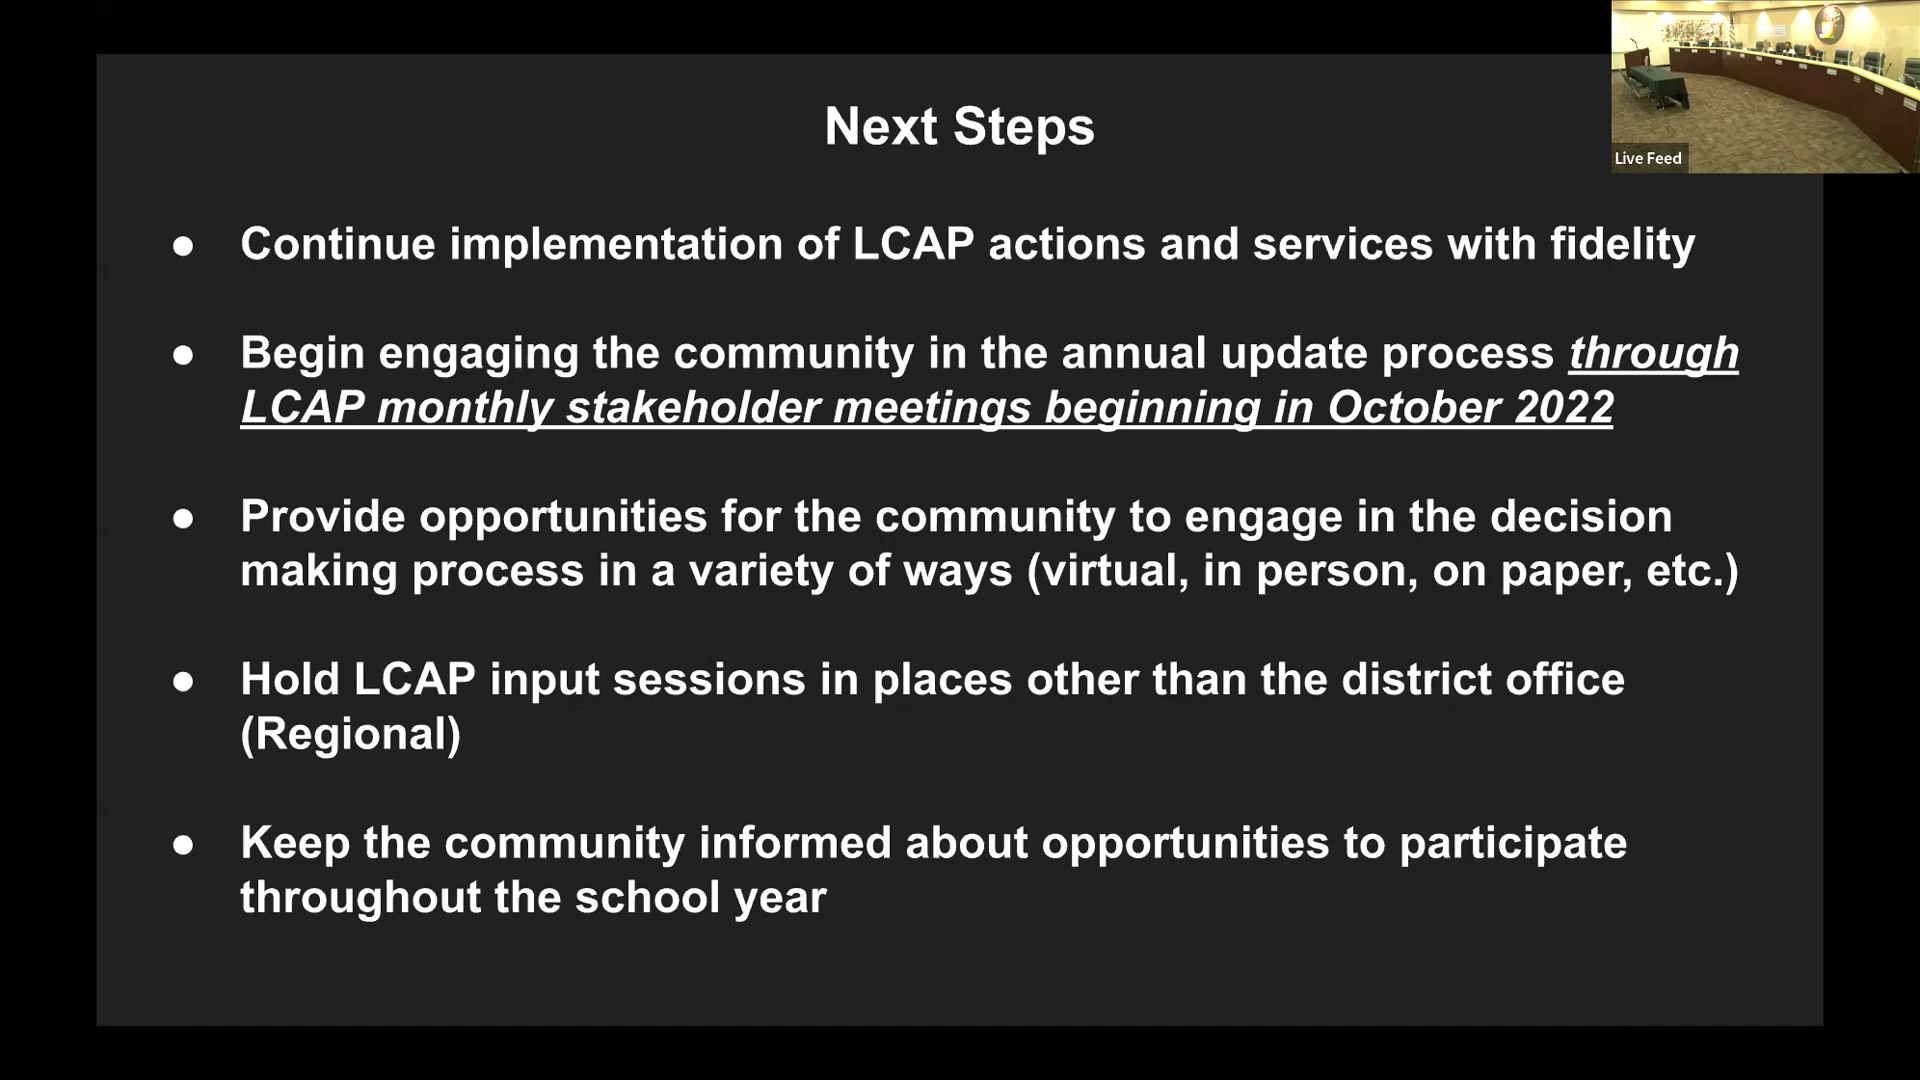 Next Steps
Live Feed
● Continue implementation of LCAP actions and services with fidelity
● Begin engaging the community in the annual update process through
LCAP monthly stakeholder meetings beginning in October 2022
● Provide opportunities for the community to engage in the decision
making process in a variety of ways (virtual, in person, on paper, etc.)
● Hold LCAP input sessions in places other than the district office
(Regional)
● Keep the community informed about opportunities to participate
throughout the school year